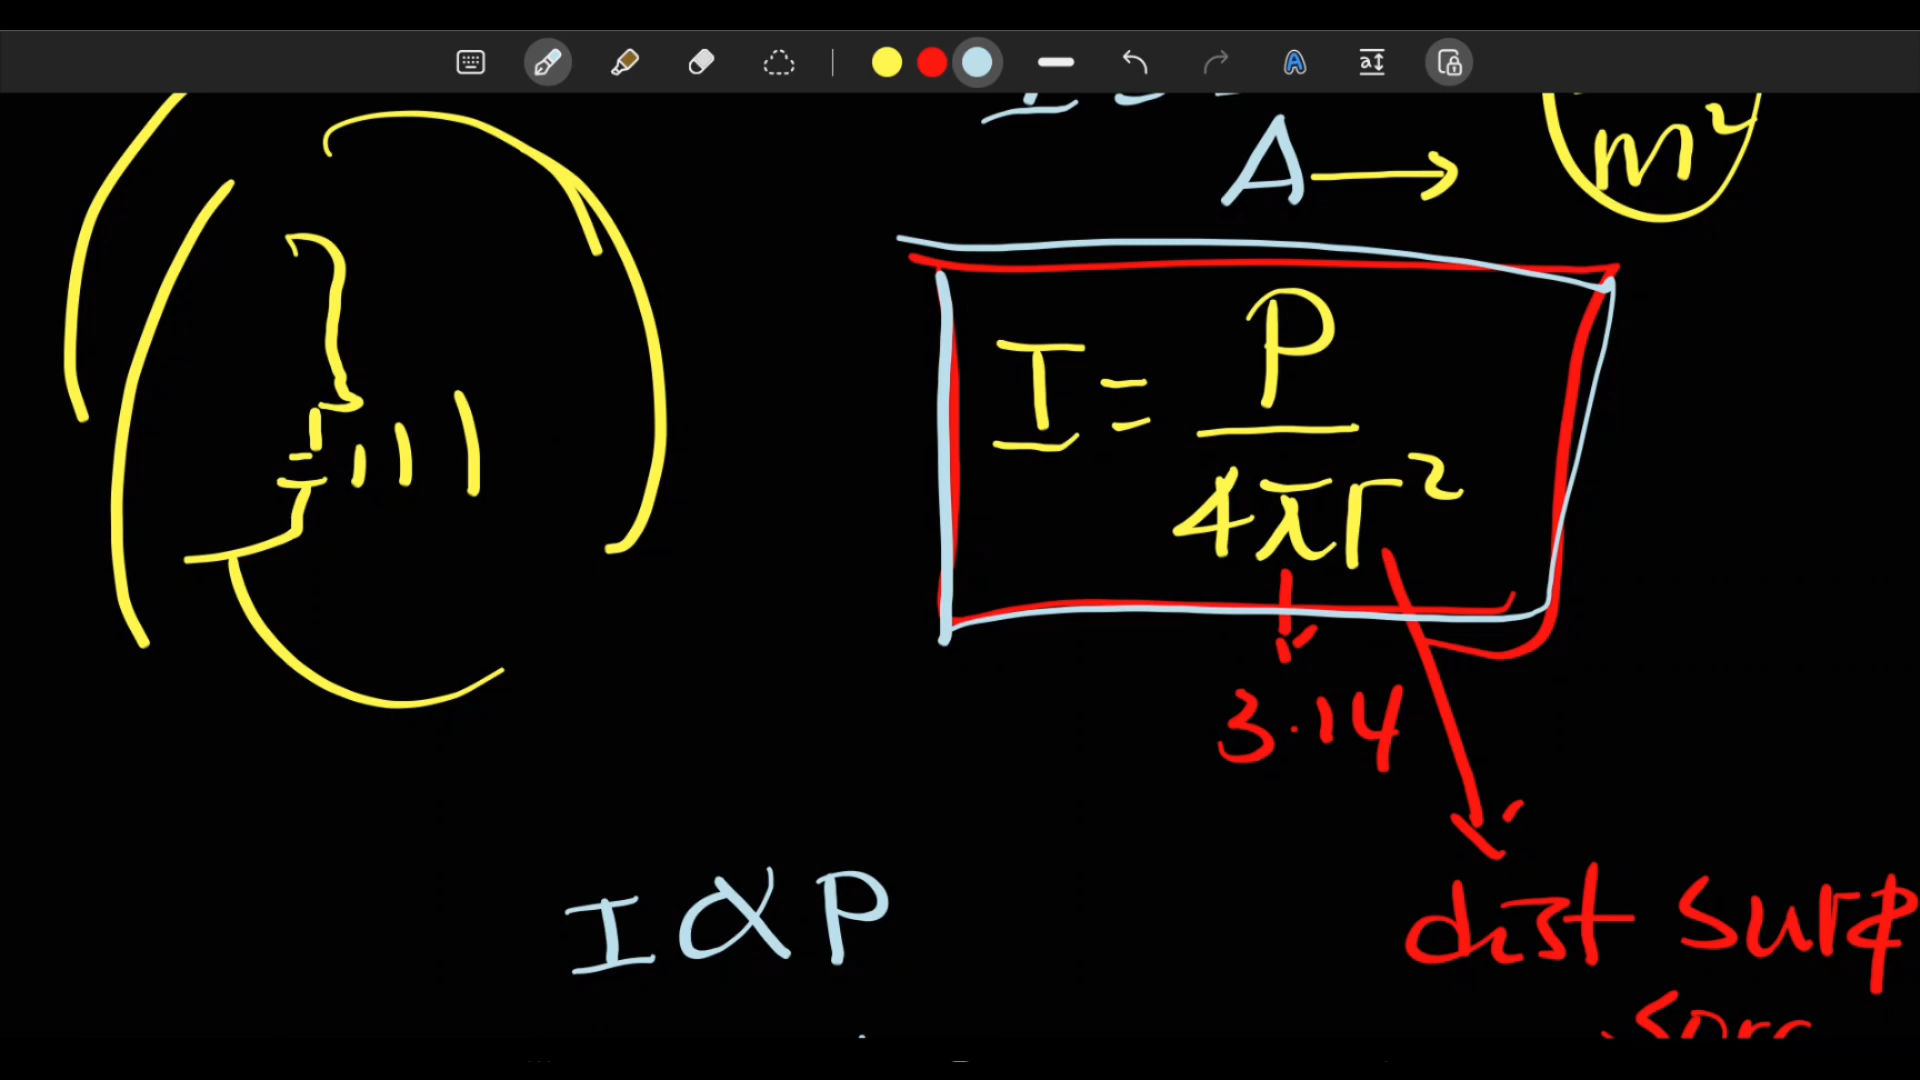 A → m²
I = P
4πr²
3.14
dist surf
I α P